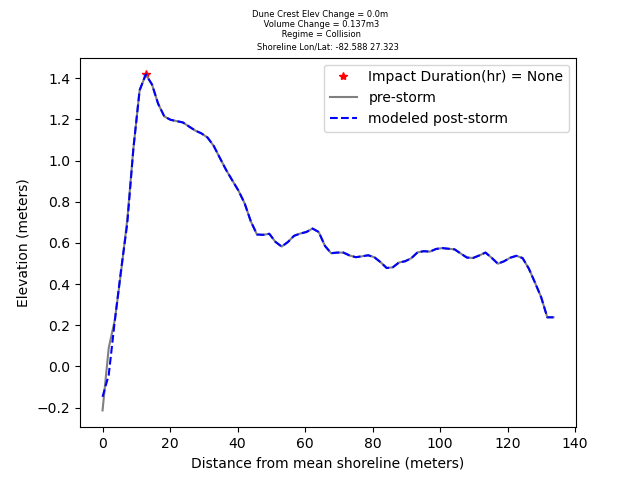 Dune Crest Elev Change = 0.0m
Volume Change = 0.137m3
Regime = Collision
Shoreline Lon/Lat: -82.588 27.323
Impact Duration(hr) = None
pre-storm
modeled post-storm
Elevation (meters)
1.4
1.2
1.0
0.8
0.6
0.4
0.2
0.0
−0.2
0 20 40 60 80 100 120 140
Distance from mean shoreline (meters)